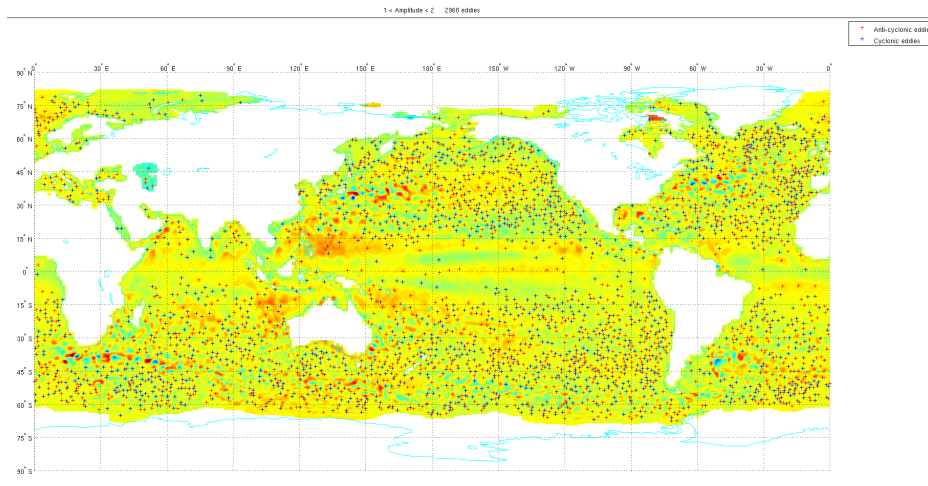 1 < Amplitude < 2 2968 eddies
Anti-cyclonic eddie
Cyclonic eddies
0° 30° E 60° E 90° E 120° E 150° E 180° E 150° W 120° W 90° W 60° W 30° W 0°
90° N
75° N
60° N
45° N
30° N
15° N
0°
15° S
30° S
45° S
60° S
75° S
90° S